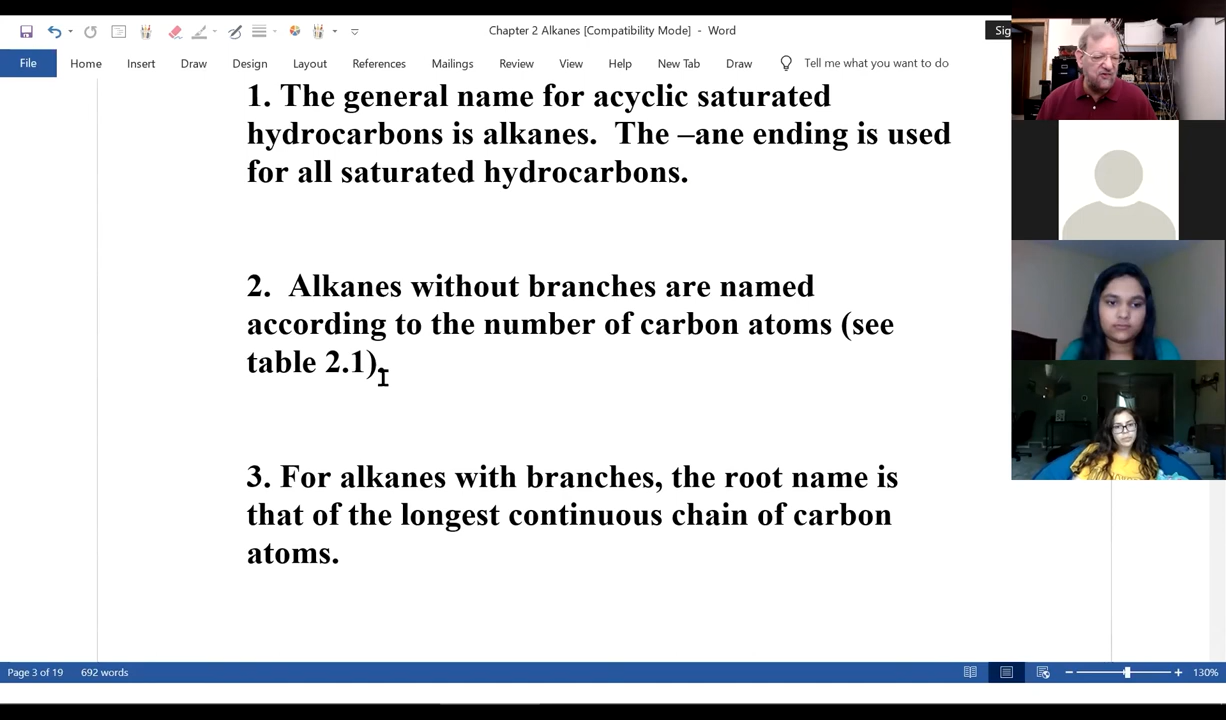 Chapter 2 Alkanes [Compatibility Mode] - Word
Sig
File Home Insert Draw Design Layout References Mailings Review View Help New Tab Draw Tell me what you want to do
1. The general name for acyclic saturated
hydrocarbons is alkanes. The –ane ending is used
for all saturated hydrocarbons.
2. Alkanes without branches are named
according to the number of carbon atoms (see
table 2.1).
3. For alkanes with branches, the root name is
that of the longest continuous chain of carbon
atoms.
Page 3 of 19 692 words 130%